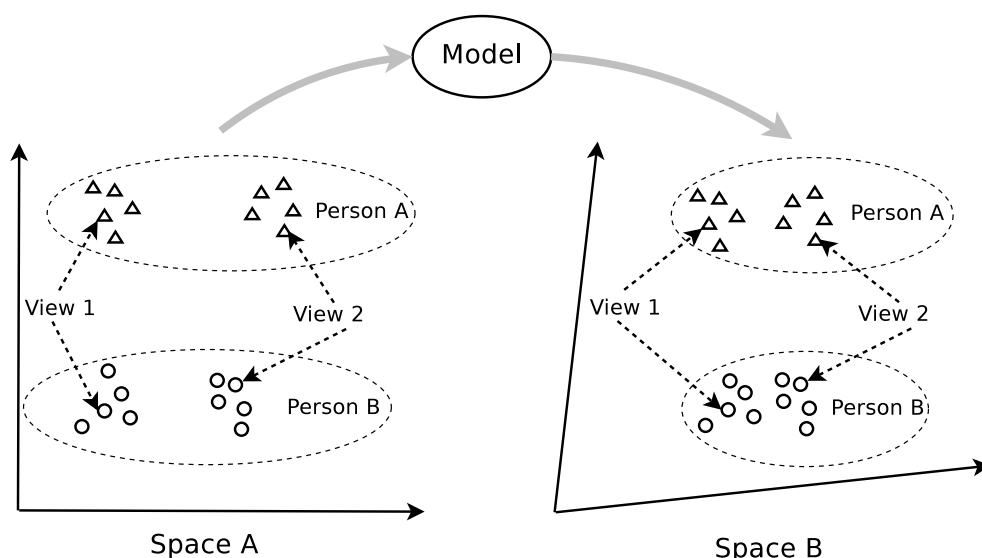 Model
Person A
View 1
View 2
Person B
Space A
Person A
View 1
View 2
Person B
Space B